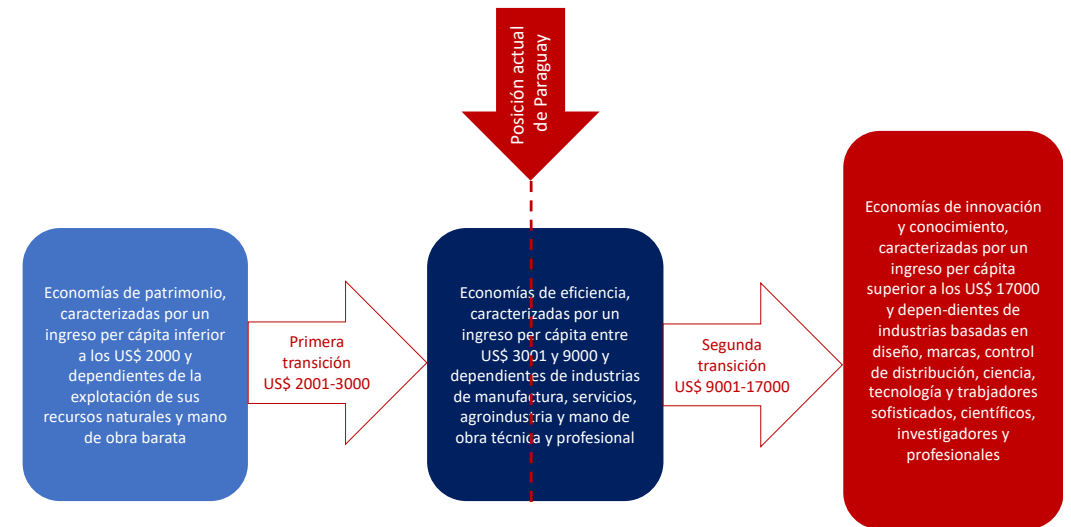 Posición actual
de Paraguay
Economías de patrimonio,
caracterizadas por un
ingreso per cápita inferior
a los US$ 2000 y
dependientes de la
explotación de sus
recursos naturales y mano
de obra barata
Primera
transición
US$ 2001-3000
Economías de eficiencia,
caracterizadas por un
ingreso per cápita entre
US$ 3001 y 9000 y
dependientes de industrias
de manufactura, servicios,
agroindustria y mano de
obra técnica y profesional
Segunda
transición
US$ 9001-17000
Economías de innovación
y conocimiento,
caracterizadas por un
ingreso per cápita
superior a los US$ 17000
y depen-dientes de
industrias basadas en
diseño, marcas, control
de distribución, ciencia,
tecnología y trabjadores
sofisticados, científicos,
investigadores y
profesionales